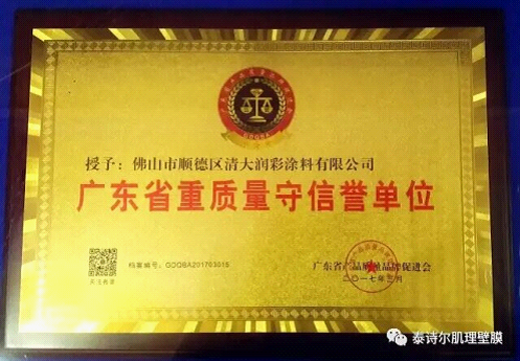 授予：佛山市顺德区清大润彩涂料有限公司
广东省重质量守信誉单位
档案编号：GDQBA201703015
广东省产品质量品牌促进会
二〇一七年三月
泰诗尔肌理壁膜